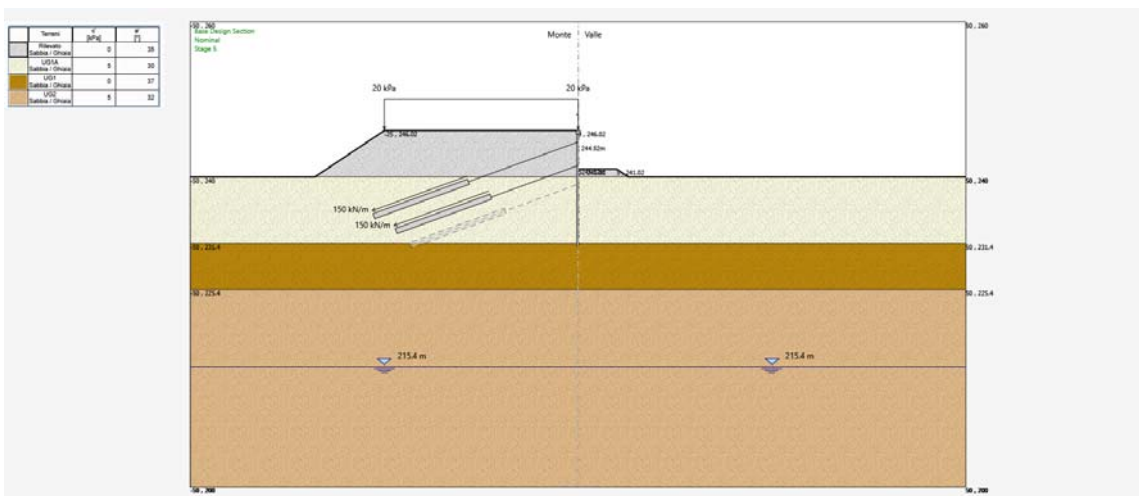 Terreni c' [kPa] φ' [°]
Rilevato
Sabbia / Ghiaia 0 38
UG1A
Sabbia / Ghiaia 5 30
UG1
Sabbia / Ghiaia 0 37
UG2
Sabbia / Ghiaia 5 32
-50 , 260
50 , 260
Base Design Section
Nominal
Stage 5
Monte Valle
20 kPa 20 kPa
-25 , 246.02
, 246.02
244.52m
, 241.02
-50 , 240
50 , 240
150 kN/m
150 kN/m
-50 , 231.4
50 , 231.4
-50 , 225.4
50 , 225.4
215.4 m 215.4 m
-50 , 200
50 , 200